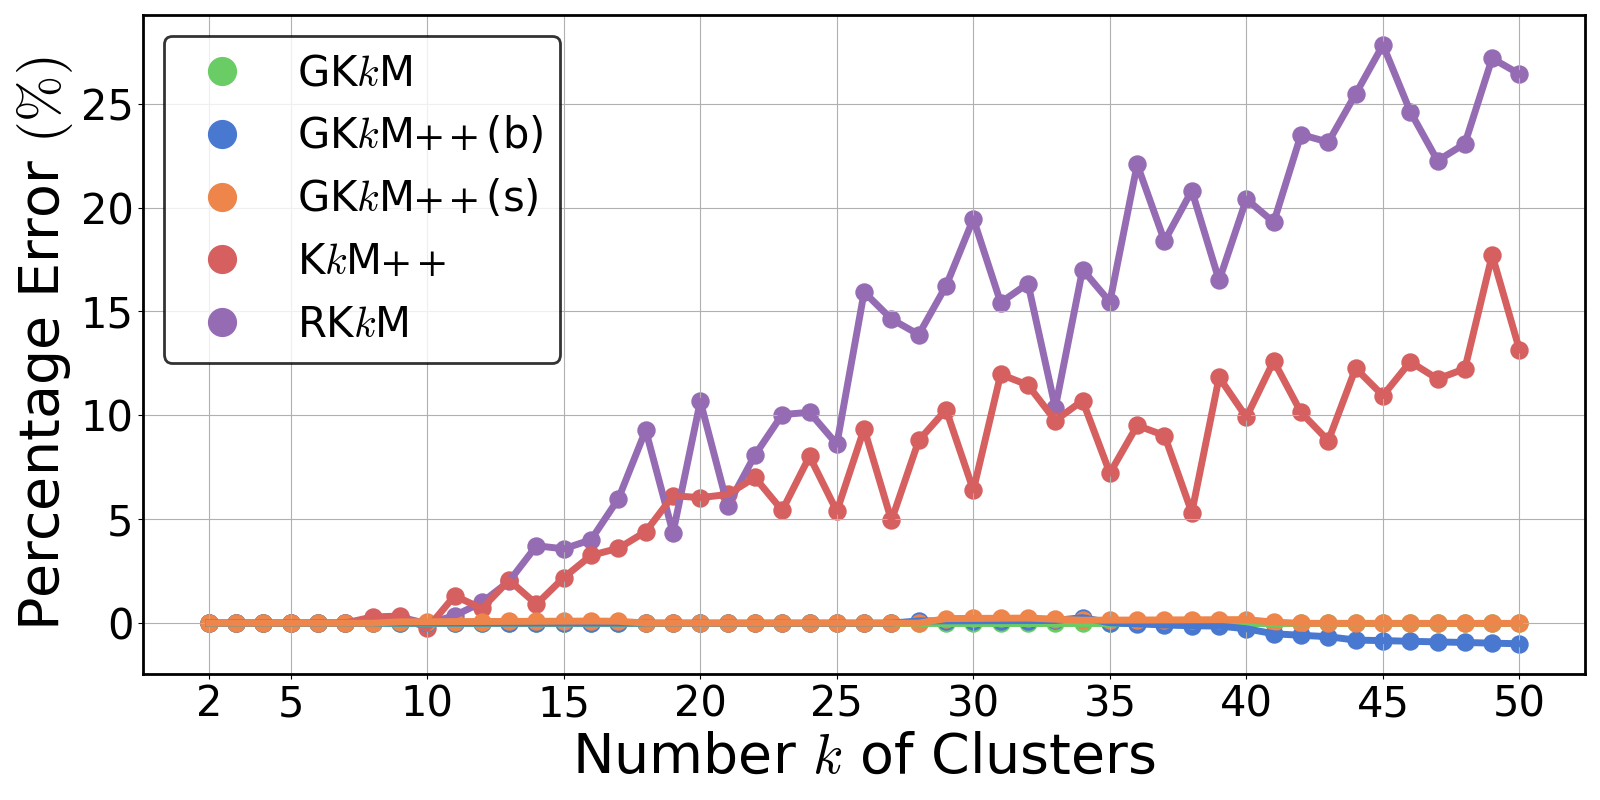 Percentage Error (%)
25
20
15
10
5
0
GKkM
GKkM++(b)
GKkM++(s)
KkM++
RKkM
2 5 10 15 20 25 30 35 40 45 50
Number k of Clusters